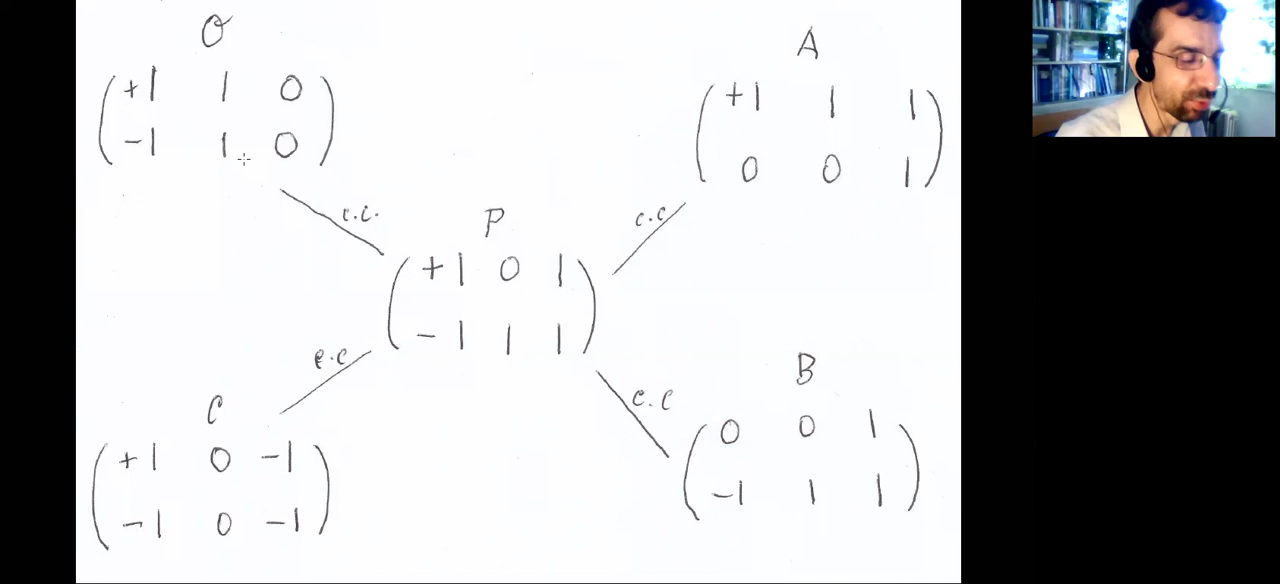 O
+1 1 0
-1 1 0
A
+1 1 1
0 0 1
c.c.
P
+1 0 1
-1 1 1
c.c
c.c
C
+1 0 -1
-1 0 -1
c.c
B
0 0 1
-1 1 1